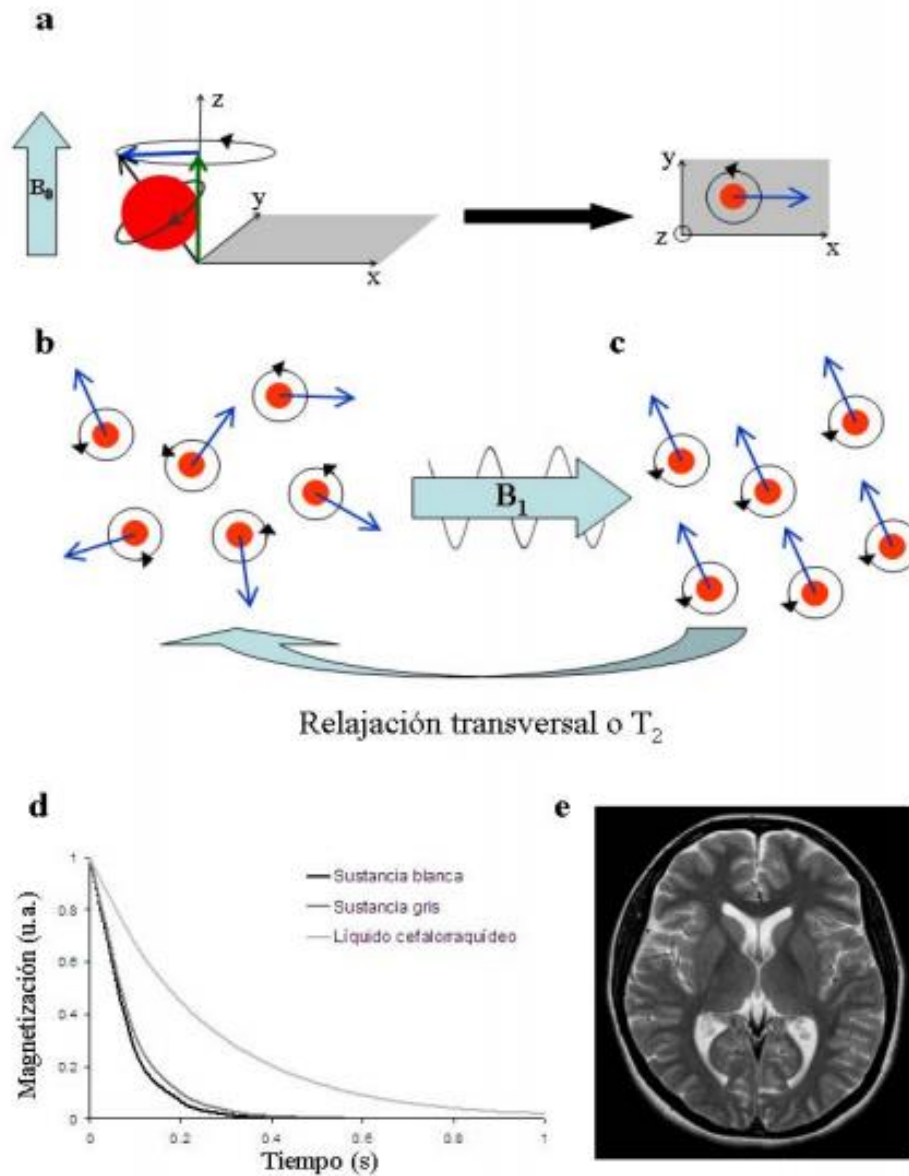 a
z
B₀
y
x
y
z
x
b
c
B₁
Relajación transversal o T₂
d
e
Magnetización (u.a.)
1
0.8
0.6
0.4
0.2
0
Sustancia blanca
Sustancia gris
Líquido cefalorraquídeo
0
0.2
0.4
0.6
0.8
1
Tiempo (s)